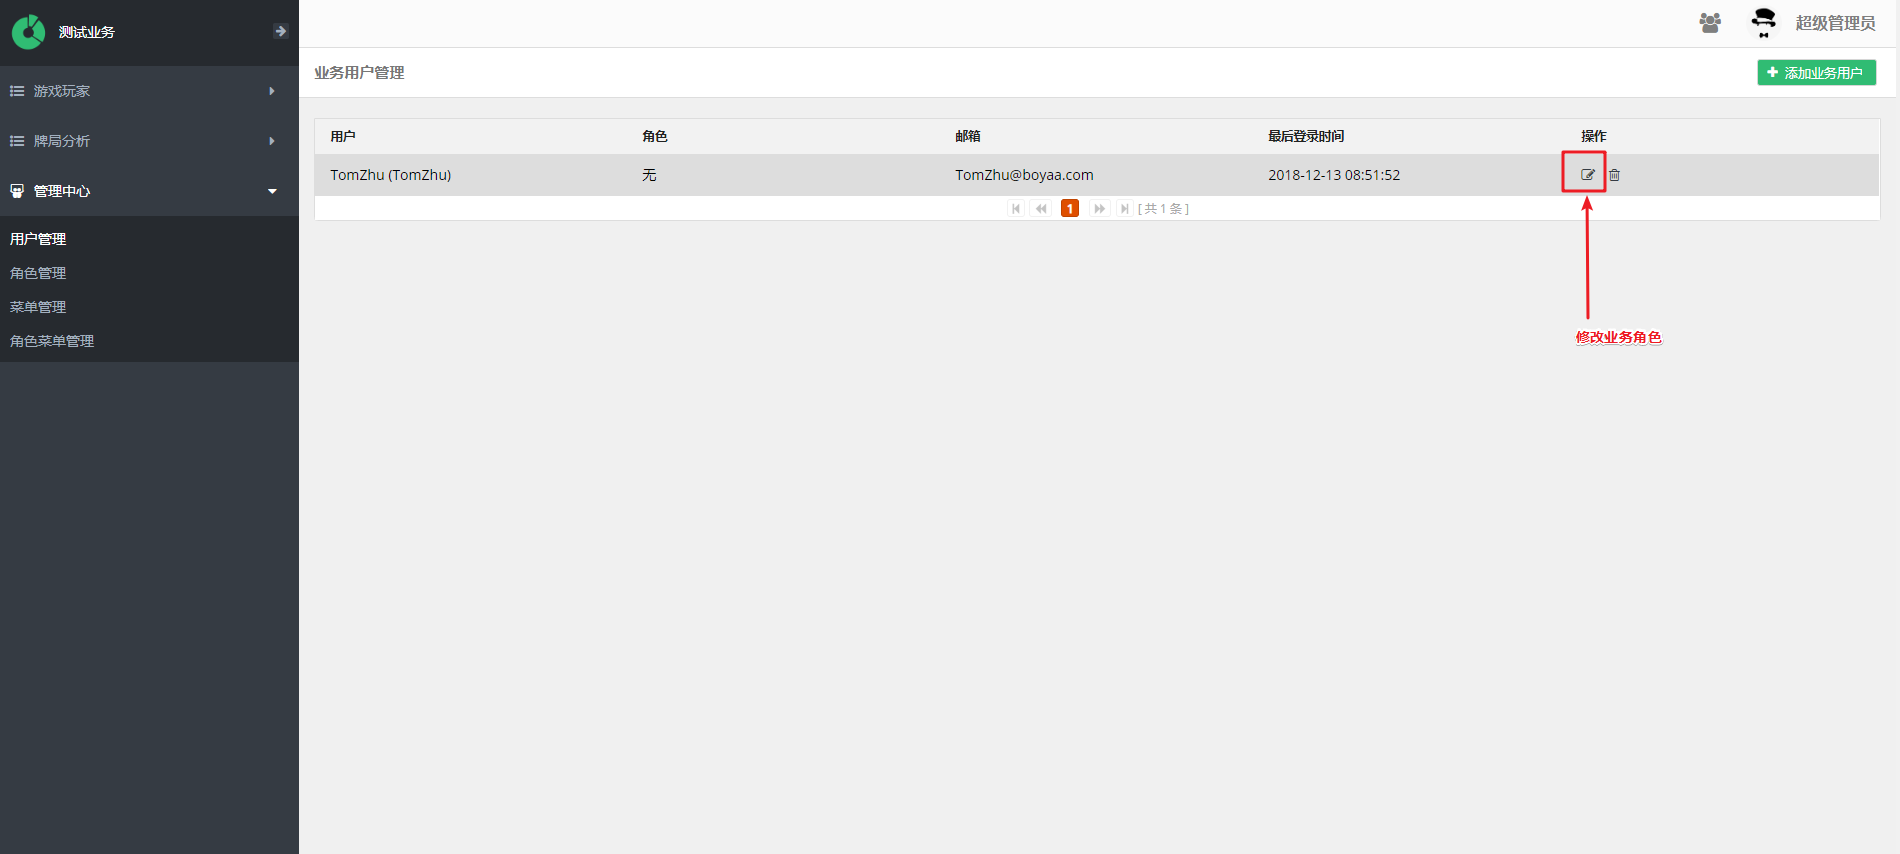 测试业务
超级管理员
游戏玩家
牌局分析
管理中心
用户管理
角色管理
菜单管理
角色菜单管理
业务用户管理
添加业务用户
用户 角色 邮箱 最后登录时间 操作
TomZhu (TomZhu) 无 TomZhu@boyaa.com 2018-12-13 08:51:52
1 [ 共 1 条 ]
修改业务角色